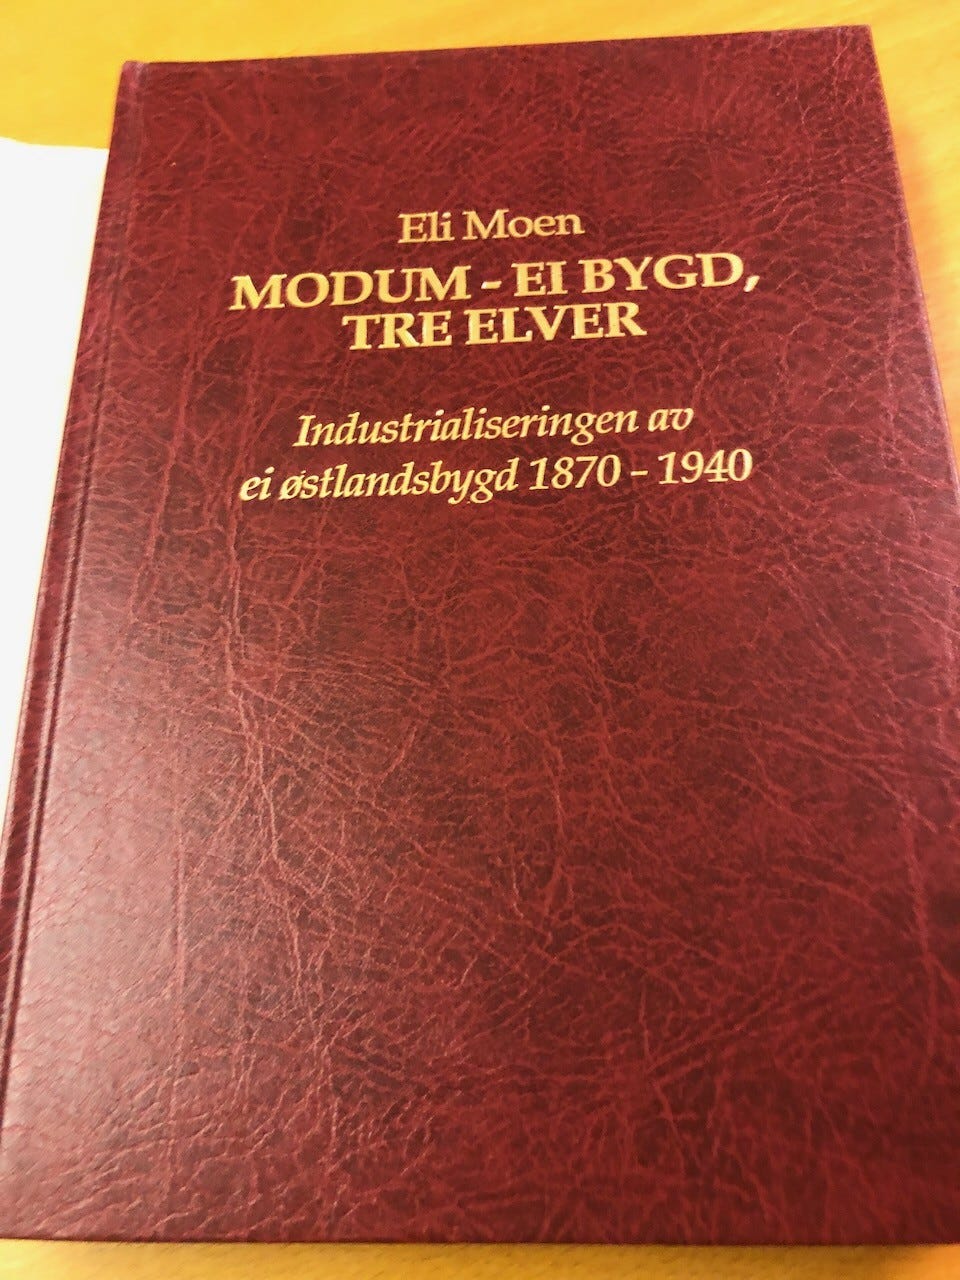 Eli Moen
MODUM - EI BYGD,
TRE ELVER
Industrialiseringen av
ei østlandsbygd 1870 - 1940